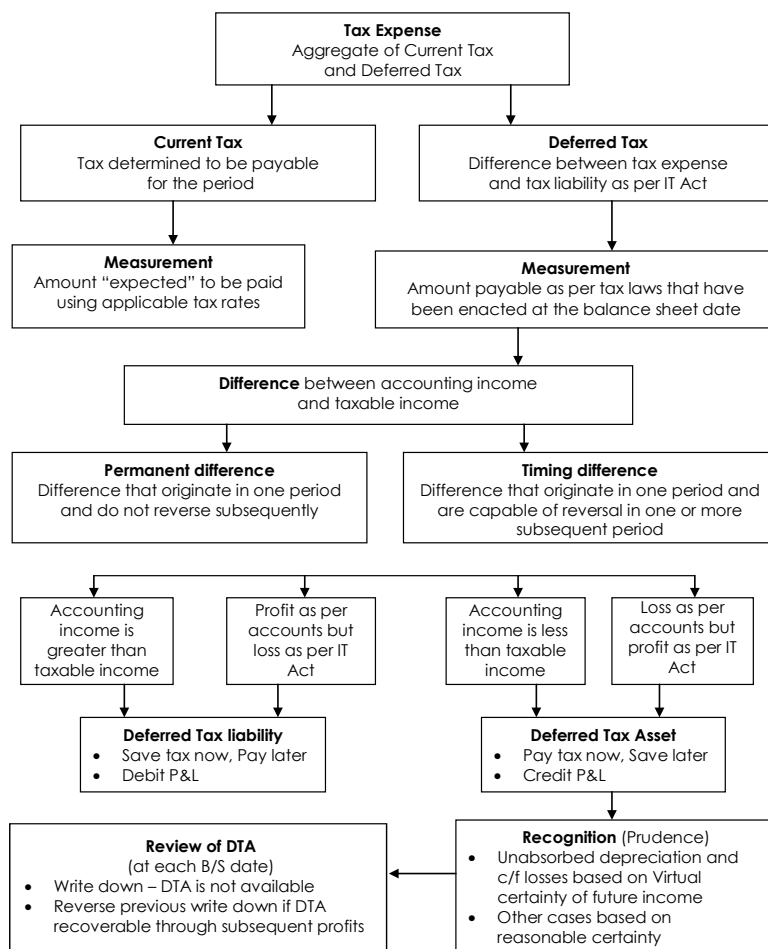 Tax Expense
Aggregate of Current Tax
and Deferred Tax
Current Tax
Tax determined to be payable
for the period
Deferred Tax
Difference between tax expense
and tax liability as per IT Act
Measurement
Amount “expected” to be paid
using applicable tax rates
Measurement
Amount payable as per tax laws that have
been enacted at the balance sheet date
Difference between accounting income
and taxable income
Permanent difference
Difference that originate in one period
and do not reverse subsequently
Timing difference
Difference that originate in one period and
are capable of reversal in one or more
subsequent period
Accounting
income is
greater than
taxable income
Profit as per
accounts but
loss as per IT
Act
Accounting
income is less
than taxable
income
Loss as per
accounts but
profit as per IT
Act
Deferred Tax liability
• Save tax now, Pay later
• Debit P&L
Deferred Tax Asset
• Pay tax now, Save later
• Credit P&L
Review of DTA
(at each B/S date)
• Write down – DTA is not available
• Reverse previous write down if DTA
recoverable through subsequent profits
Recognition (Prudence)
• Unabsorbed depreciation and
c/f losses based on Virtual
certainty of future income
• Other cases based on
reasonable certainty